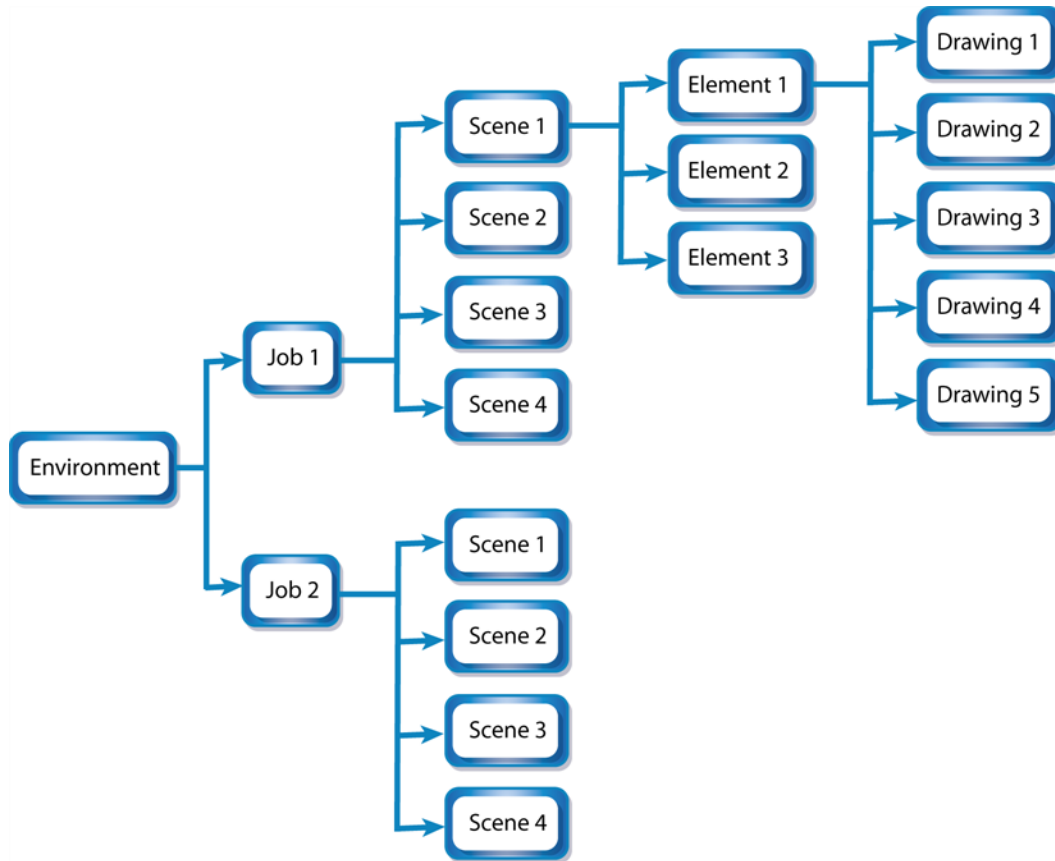 Environment
Job 1
Scene 1
Element 1
Drawing 1
Drawing 2
Drawing 3
Drawing 4
Drawing 5
Element 2
Element 3
Scene 2
Scene 3
Scene 4
Job 2
Scene 1
Scene 2
Scene 3
Scene 4